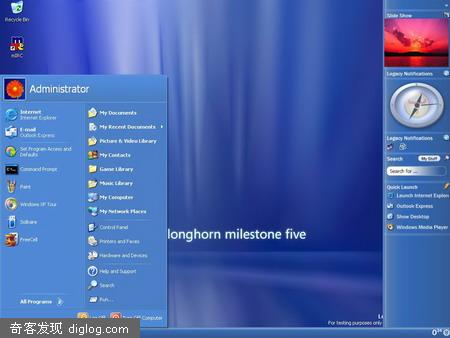 Recycle Bin
mIRC
Administrator
Internet
Internet Explorer
E-mail
Outlook Express
Set Program Access and
Defaults
Command Prompt
Paint
Windows XP Tour
Solitaire
FreeCell
All Programs
My Documents
My Recent Documents
Picture & Video Library
My Contacts
Game Library
Music Library
My Computer
My Network Places
Control Panel
Printers and Faxes
Hardware and Devices
Help and Support
Search
Run...
Log Off
Turn Off Computer
longhorn milestone five
For testing purposes only
Slide Show
Legacy Notifications
Legacy Notifications
Search
My Stuff
Search for ...
Quick Launch
Launch Internet Explore
Outlook Express
Show Desktop
Windows Media Player
奇客发现 diglog.com